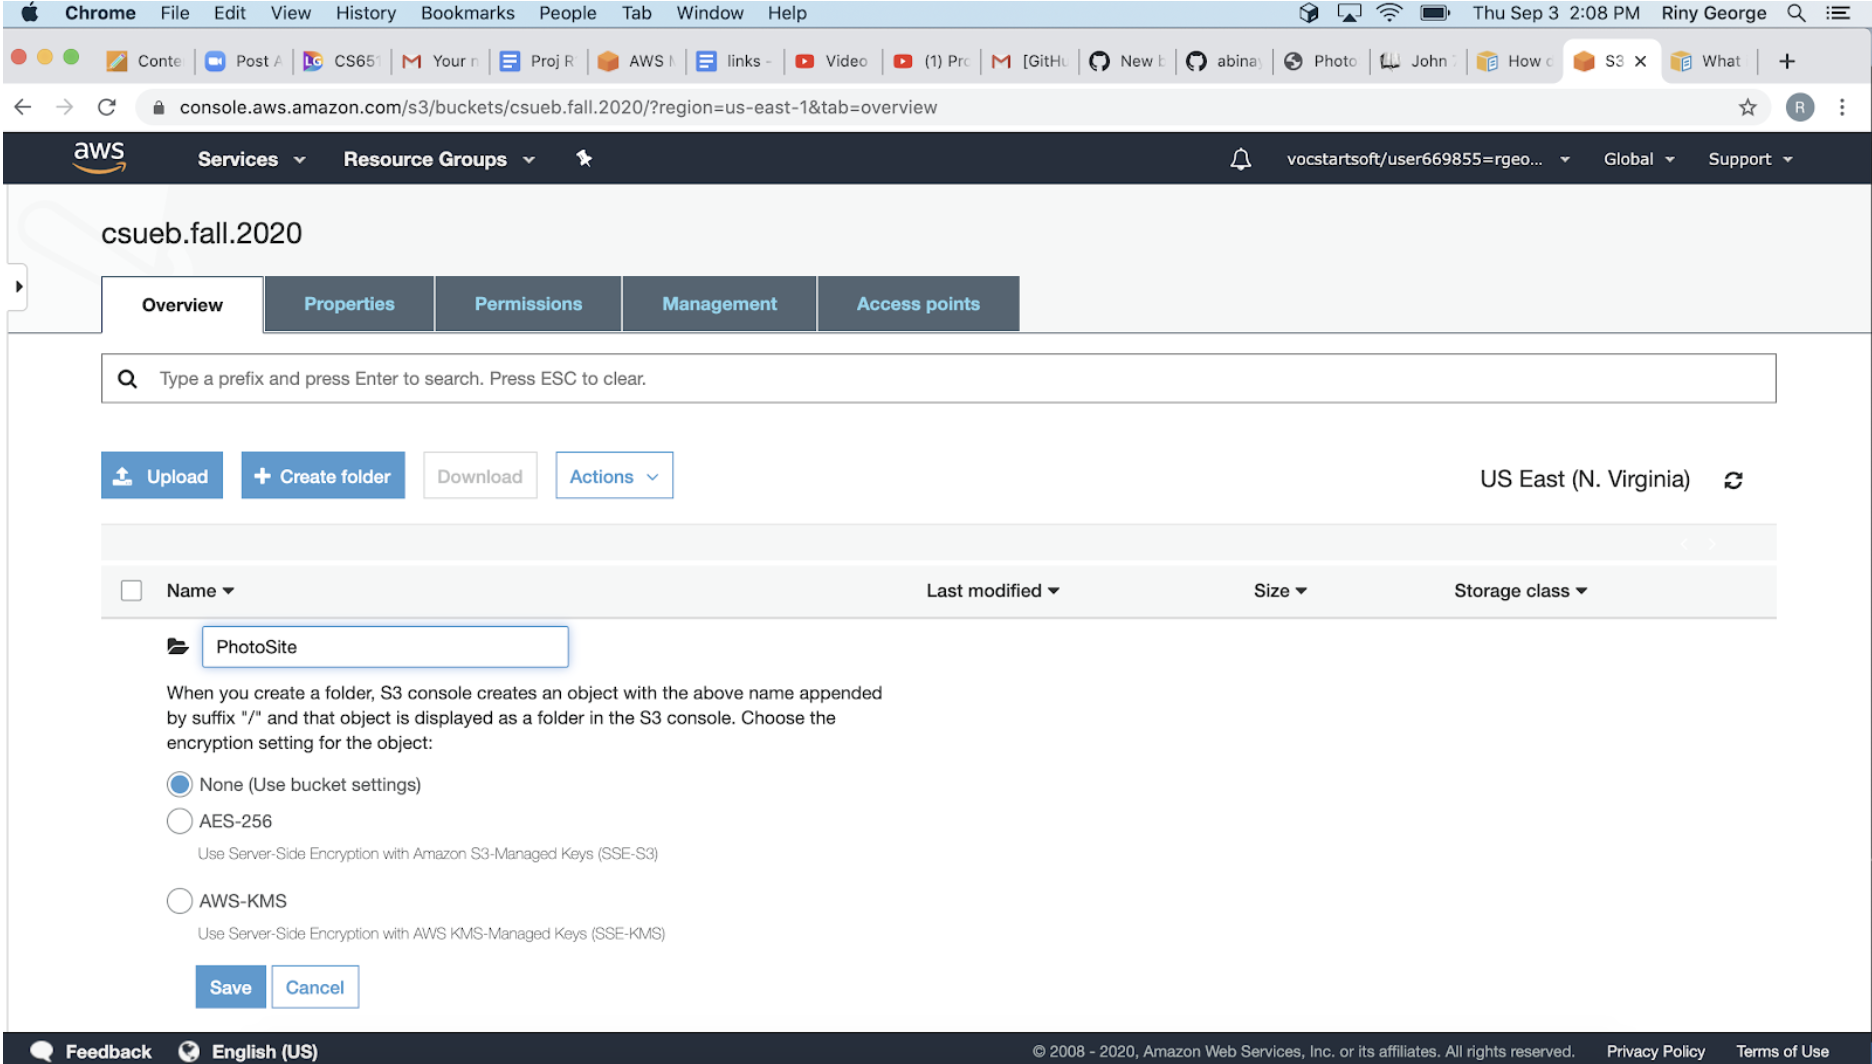 Chrome File Edit View History Bookmarks People Tab Window Help Thu Sep 3 2:08 PM Riny George
Conte Post A LG CS651 Your n Proj R AWS links - Video (1) Pro [GitHu New b abina Photo John How S3 What
console.aws.amazon.com/s3/buckets/csueb.fall.2020/?region=us-east-1&tab=overview R
aws Services Resource Groups vocstartsoft/user669855=rgeo... Global Support
csueb.fall.2020
Overview Properties Permissions Management Access points
Type a prefix and press Enter to search. Press ESC to clear.
Upload + Create folder Download Actions US East (N. Virginia)
Name Last modified Size Storage class
PhotoSite
When you create a folder, S3 console creates an object with the above name appended
by suffix "/" and that object is displayed as a folder in the S3 console. Choose the
encryption setting for the object:
None (Use bucket settings)
AES-256
Use Server-Side Encryption with Amazon S3-Managed Keys (SSE-S3)
AWS-KMS
Use Server-Side Encryption with AWS KMS-Managed Keys (SSE-KMS)
Save Cancel
Feedback English (US) © 2008 - 2020, Amazon Web Services, Inc. or its affiliates. All rights reserved. Privacy Policy Terms of Use